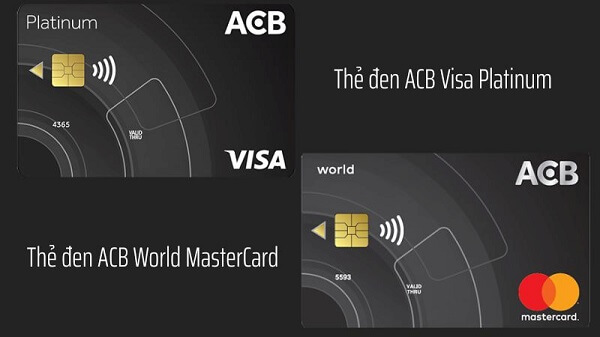 Platinum
ACB
4365
VALID
THRU
VISA
Thẻ đen ACB Visa Platinum
Thẻ đen ACB World MasterCard
world
ACB
5593
VALID
THRU
mastercard.